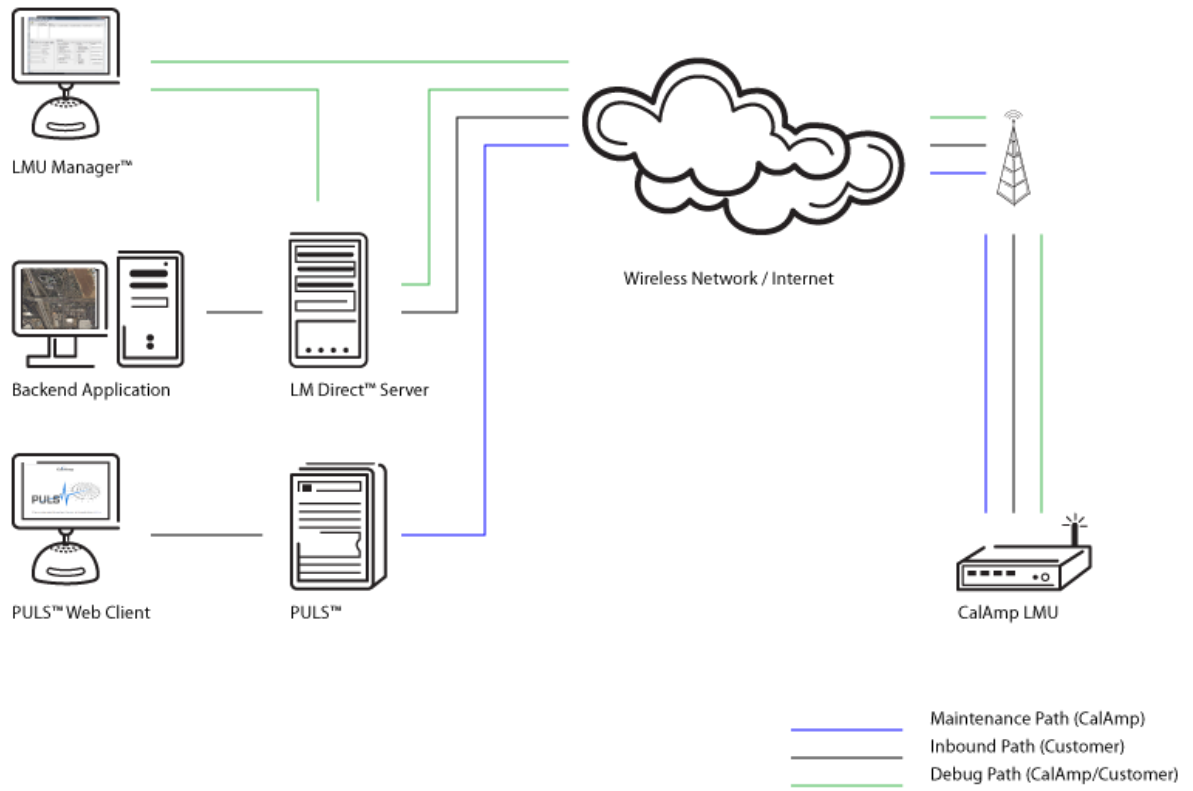 LMU Manager™
Wireless Network / Internet
Backend Application
LM Direct™ Server
PULS
PULS™ Web Client
PULS™
CalAmp LMU
Maintenance Path (CalAmp)
Inbound Path (Customer)
Debug Path (CalAmp/Customer)